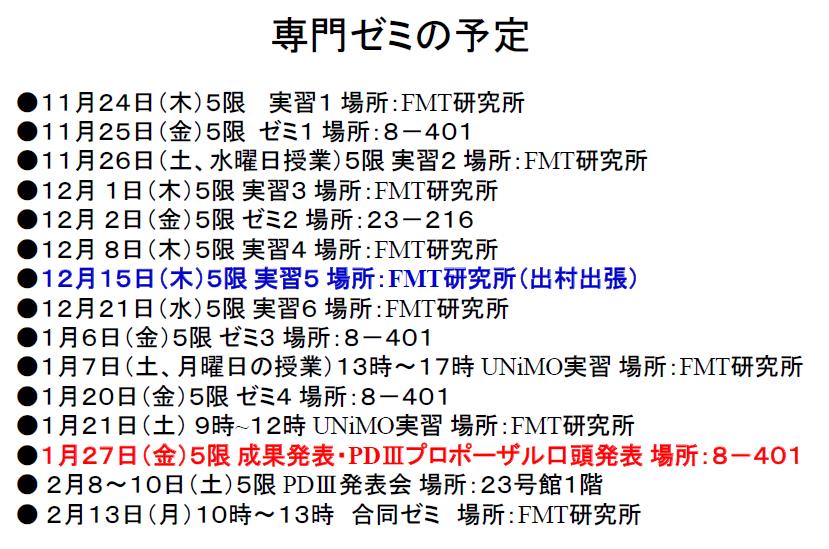 専門ゼミの予定
●１１月２４日（木）５限　実習１ 場所：FMT研究所
●１１月２５日（金）５限 ゼミ１ 場所：８－４０１
●１１月２６日（土、水曜日授業）５限 実習２ 場所：FMT研究所
●１２月 １日（木）５限 実習３ 場所：FMT研究所
●１２月 ２日（金）５限 ゼミ２ 場所：２３－２１６
●１２月 ８日（木）５限 実習４ 場所：FMT研究所
●１２月１５日（木）５限 実習５ 場所：FMT研究所（出村出張）
●１２月２１日（水）５限 実習６ 場所：FMT研究所
●１月６日（金）５限 ゼミ３ 場所：８－４０１
●１月７日（土、月曜日の授業）１３時～１７時 UNiMO実習 場所：FMT研究所
●１月２０日（金）５限 ゼミ４ 場所：８－４０１
●１月２１日（土） ９時~１２時 UNiMO実習 場所：FMT研究所
●１月２７日（金）５限 成果発表・PDⅢプロポーザル口頭発表 場所：８－４０１
● ２月８～１０日（土）５限 PDⅢ発表会 場所：２３号館１階
● ２月１３日（月）１０時～１３時　合同ゼミ　場所：FMT研究所